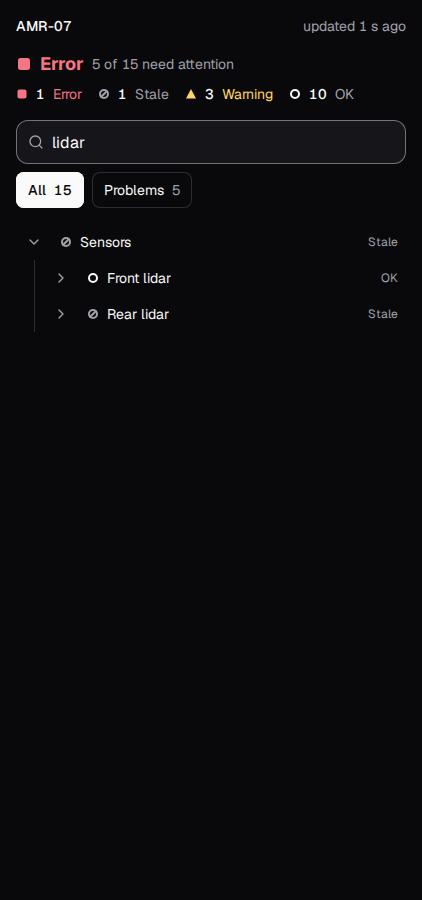 AMR-07 updated 1 s ago
Error 5 of 15 need attention
1 Error 1 Stale 3 Warning 10 OK
lidar
All 15 Problems 5
Sensors Stale
Front lidar OK
Rear lidar Stale